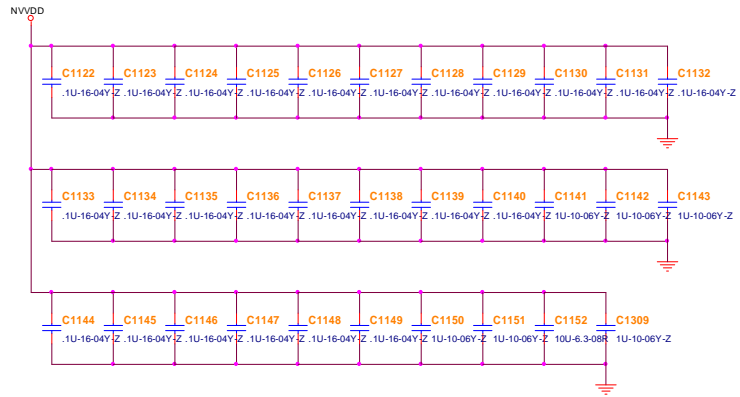 NVVDD
C1122 C1123 C1124 C1125 C1126 C1127 C1128 C1129 C1130 C1131 C1132
.1U-16-04Y-Z .1U-16-04Y-Z .1U-16-04Y-Z .1U-16-04Y-Z .1U-16-04Y-Z .1U-16-04Y-Z .1U-16-04Y-Z .1U-16-04Y-Z .1U-16-04Y-Z .1U-16-04Y-Z .1U-16-04Y-Z
C1133 C1134 C1135 C1136 C1137 C1138 C1139 C1140 C1141 C1142 C1143
.1U-16-04Y-Z .1U-16-04Y-Z .1U-16-04Y-Z .1U-16-04Y-Z .1U-16-04Y-Z .1U-16-04Y-Z .1U-16-04Y-Z .1U-16-04Y-Z 1U-10-06Y-Z 1U-10-06Y-Z 1U-10-06Y-Z
C1144 C1145 C1146 C1147 C1148 C1149 C1150 C1151 C1152 C1309
.1U-16-04Y-Z .1U-16-04Y-Z .1U-16-04Y-Z .1U-16-04Y-Z .1U-16-04Y-Z .1U-16-04Y-Z 1U-10-06Y-Z 1U-10-06Y-Z 10U-6.3-08R 1U-10-06Y-Z